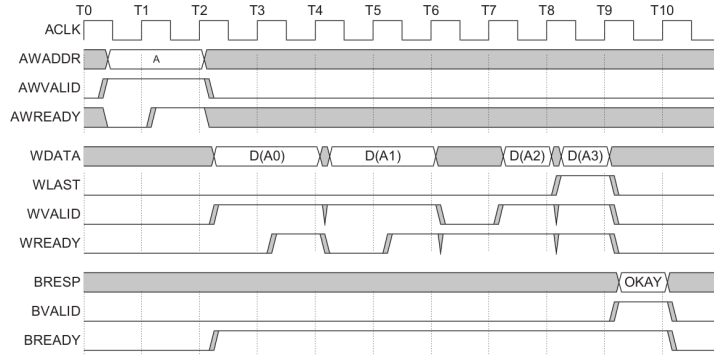 T0 T1 T2 T3 T4 T5 T6 T7 T8 T9 T10
ACLK
AWADDR A
AWVALID
AWREADY
WDATA D(A0) D(A1) D(A2) D(A3)
WLAST
WVALID
WREADY
BRESP OKAY
BVALID
BREADY